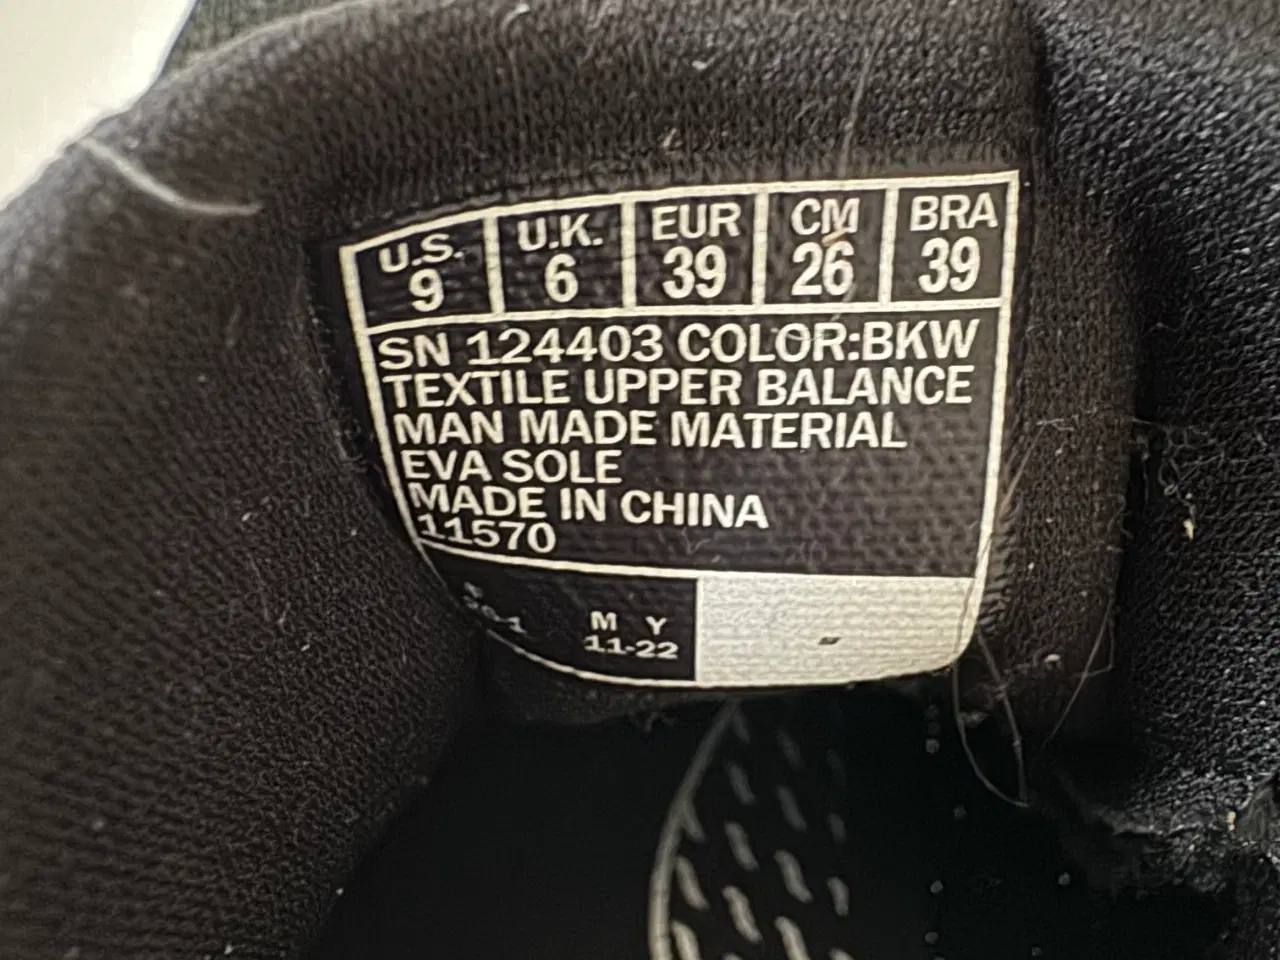 U.S. U.K. EUR CM BRA
9 6 39 26 39
SN 124403 COLOR:BKW
TEXTILE UPPER BALANCE
MAN MADE MATERIAL
EVA SOLE
MADE IN CHINA
11570
M Y
11-22